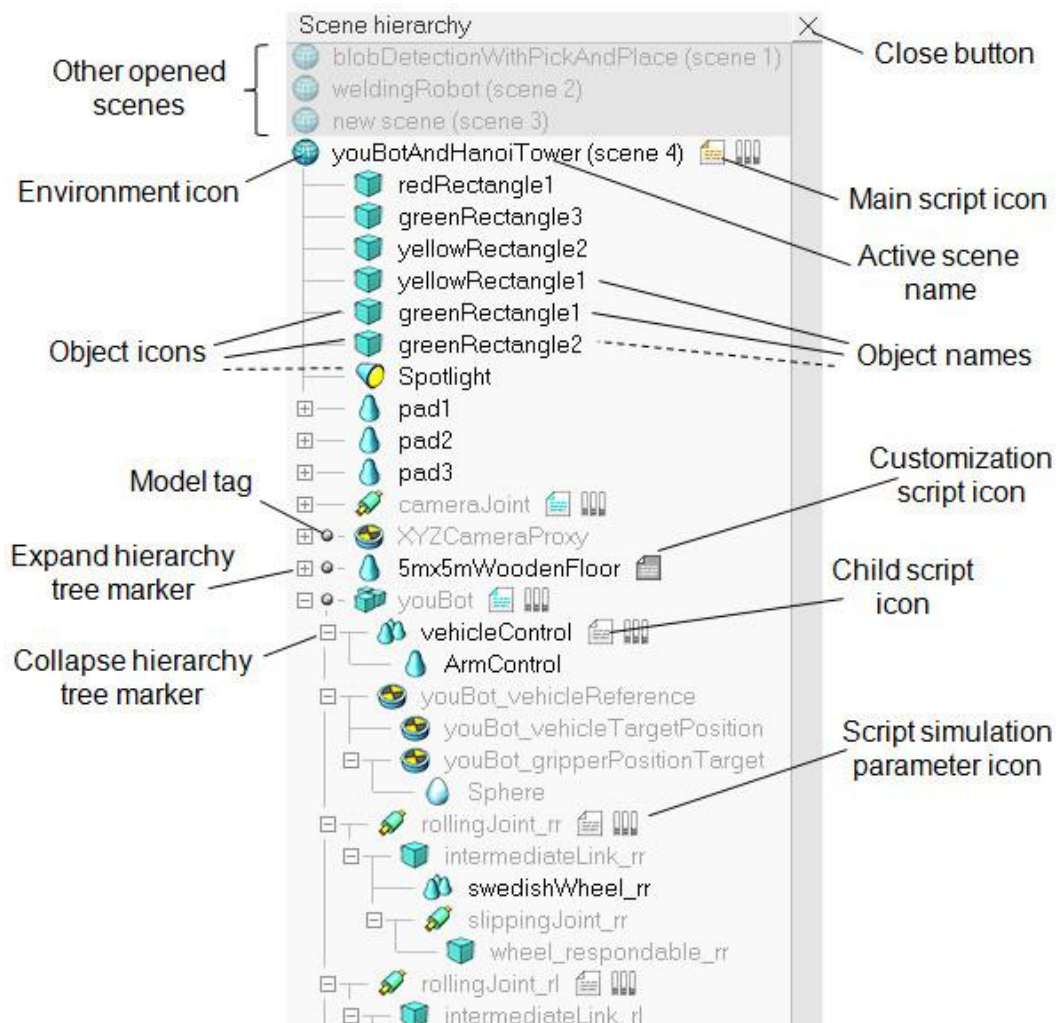 Scene hierarchy
Close button
Other opened
scenes
blobDetectionWithPickAndPlace (scene 1)
weldingRobot (scene 2)
new scene (scene 3)
youBotAndHanoiTower (scene 4)
Environment icon
Main script icon
Active scene
name
redRectangle1
greenRectangle3
yellowRectangle2
yellowRectangle1
greenRectangle1
greenRectangle2
Object icons
Object names
Spotlight
pad1
pad2
pad3
Model tag
Customization
script icon
cameraJoint
XYZCameraProxy
Expand hierarchy
tree marker
5mx5mWoodenFloor
Child script
icon
youBot
vehicleControl
Collapse hierarchy
tree marker
ArmControl
youBot_vehicleReference
youBot_vehicleTargetPosition
youBot_gripperPositionTarget
Script simulation
parameter icon
Sphere
rollingJoint_rr
intermediateLink_rr
swedishWheel_rr
slippingJoint_rr
wheel_respondable_rr
rollingJoint_rl
intermediateLink_rl